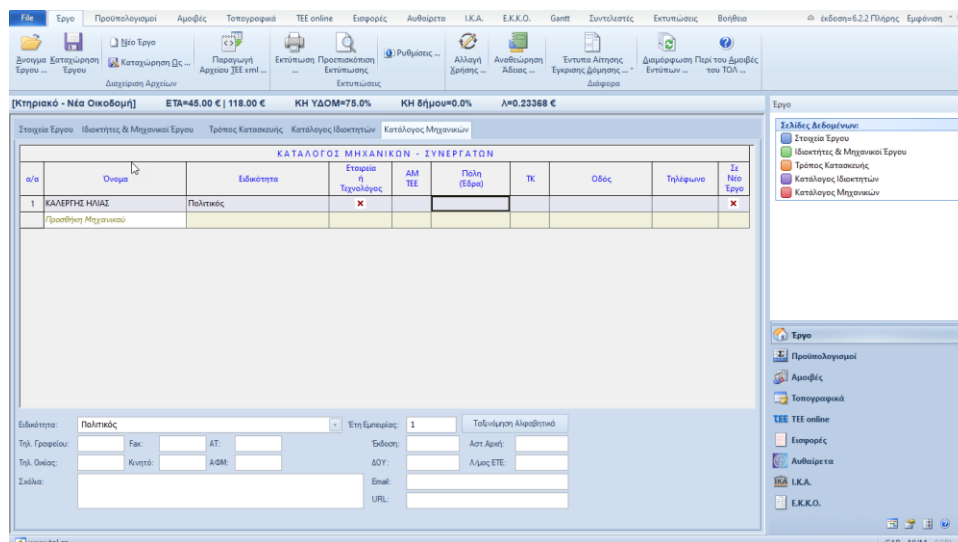 File Έργο Προϋπολογισμοί Αμοιβές Τοπογραφικά TEE online Εισφορές Αυθαίρετα Ι.Κ.Α. Ε.Κ.Κ.Ο. Gantt Συντελεστές Εκτυπώσεις Βοήθεια έκδοση=6.2.2 Πλήρης Εμφάνιση
Νέο Έργο
Άνοιγμα Έργου ... Καταχώρηση Έργου Καταχώρηση Ως ... Παραγωγή Αρχείου ΤΕΕ xml ... Εκτύπωση ... Προεπισκόπιση Εκτύπωσης Ρυθμίσεις ... Αλλαγή Χρήσης ... Αναθεώρηση Άδειας ... Έντυπα Αίτησης Έγκρισης Δόμησης ... Διαμόρφωση Εντύπων ... Περί του Αμοιβές του ΤΟΛ ...
Διαχείριση Αρχείων Εκτυπώσεις Διάφορα
[Κτηριακό - Νέα Οικοδομή] ΕΤΑ=45.00 € | 118.00 € ΚΗ ΥΔΟΜ=75.0% ΚΗ δήμου=0.0% λ=0.23368 €
Στοιχεία Έργου Ιδιοκτήτες & Μηχανικοί Έργου Τρόπος Κατασκευής Κατάλογος Ιδιοκτητών Κατάλογος Μηχανικών
ΚΑΤΑΛΟΓΟΣ ΜΗΧΑΝΙΚΩΝ - ΣΥΝΕΡΓΑΤΩΝ
α/α Όνομα Ειδικότητα Εταιρεία ή Τεχνολόγος ΑΜ ΤΕΕ Πόλη (Έδρα) ΤΚ Οδός Τηλέφωνο Σε Νέο Έργο
1 ΚΑΛΕΡΓΗΣ ΗΛΙΑΣ Πολιτικός
Προσθήκη Μηχανικού
Ειδικότητα: Πολιτικός Έτη Εμπειρίας: 1 Ταξινόμηση Αλφαβητικά
Τηλ. Γραφείου: Fax: ΑΤ: Έκδοση: Αστ.Αρχή:
Τηλ. Οικίας: Κινητό: ΑΦΜ: ΔΟΥ: Λ/μος ΕΤΕ:
Σχόλια: Email:
URL:
Έργο
Σελίδες Δεδομένων:
Στοιχεία Έργου
Ιδιοκτήτες & Μηχανικοί Έργου
Τρόπος Κατασκευής
Κατάλογος Ιδιοκτητών
Κατάλογος Μηχανικών
Έργο
Προϋπολογισμοί
Αμοιβές
Τοπογραφικά
TEE TEE online
Εισφορές
Αυθαίρετα
ΙΚΑ Ι.Κ.Α.
Ε.Κ.Κ.Ο.